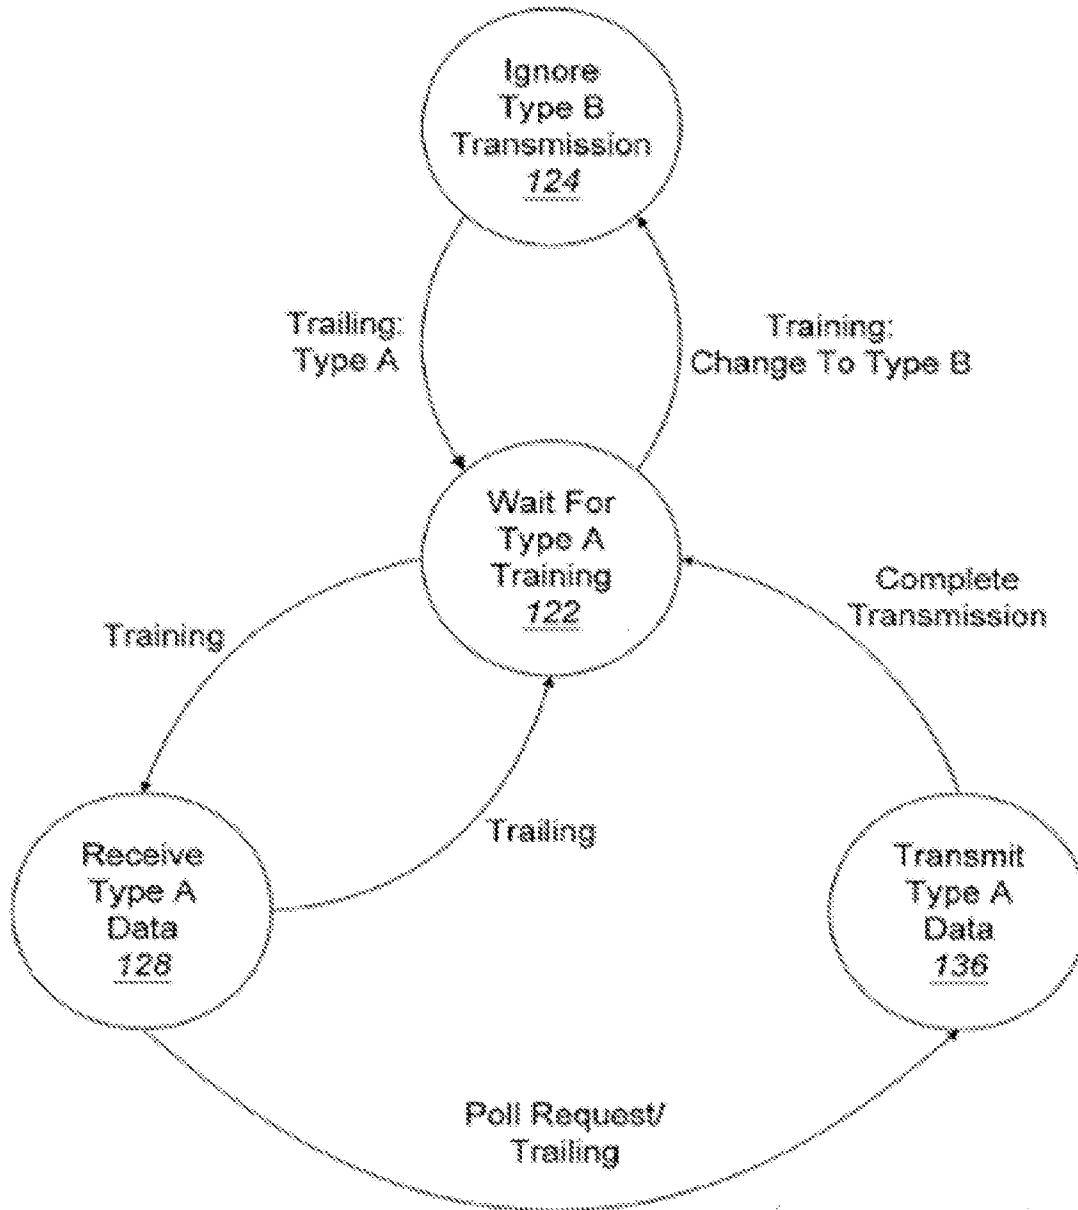 Ignore
Type B
Transmission
124
Trailing:
Type A
Training:
Change To Type B
Wait For
Type A
Training
122
Complete
Transmission
Training
Trailing
Receive
Type A
Data
128
Transmit
Type A
Data
136
Poll Request/
Trailing